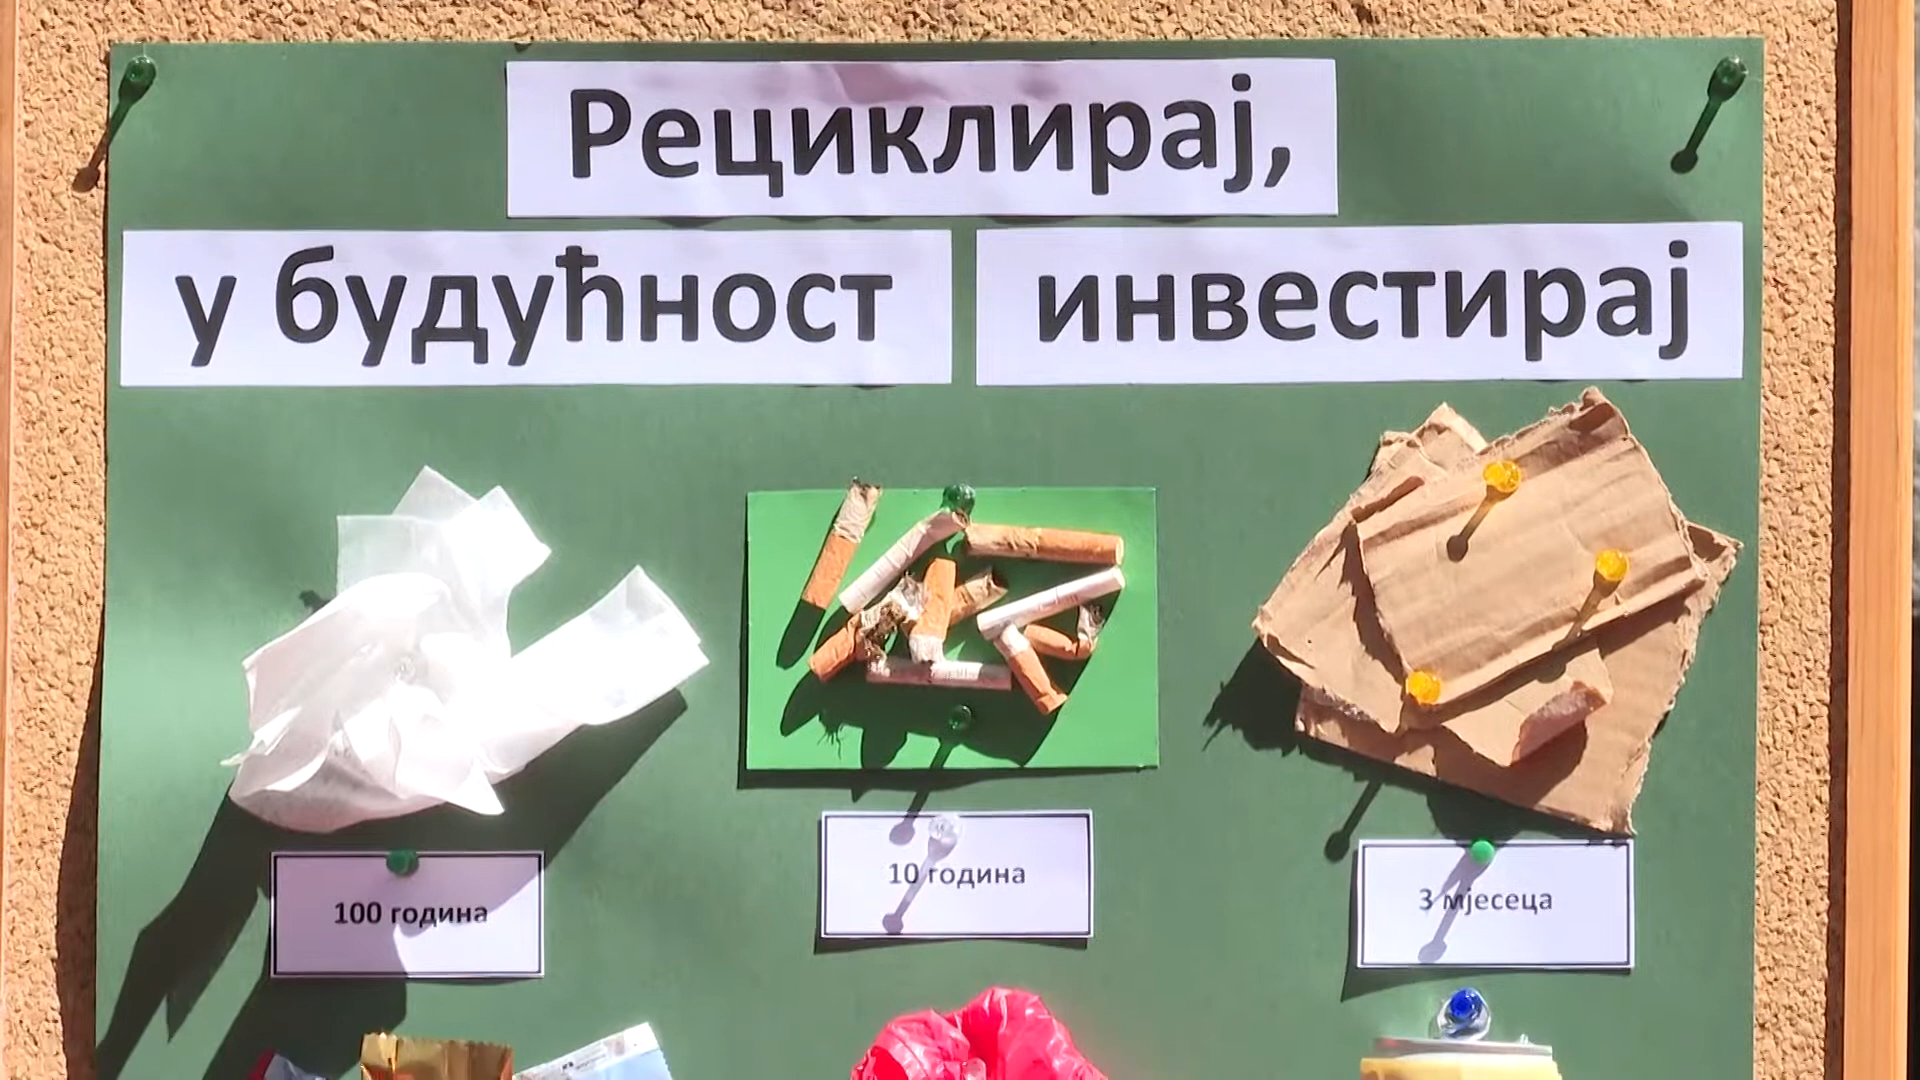 Рециклирај,
у будућност инвестирај
100 година
10 година
3 мјесеца